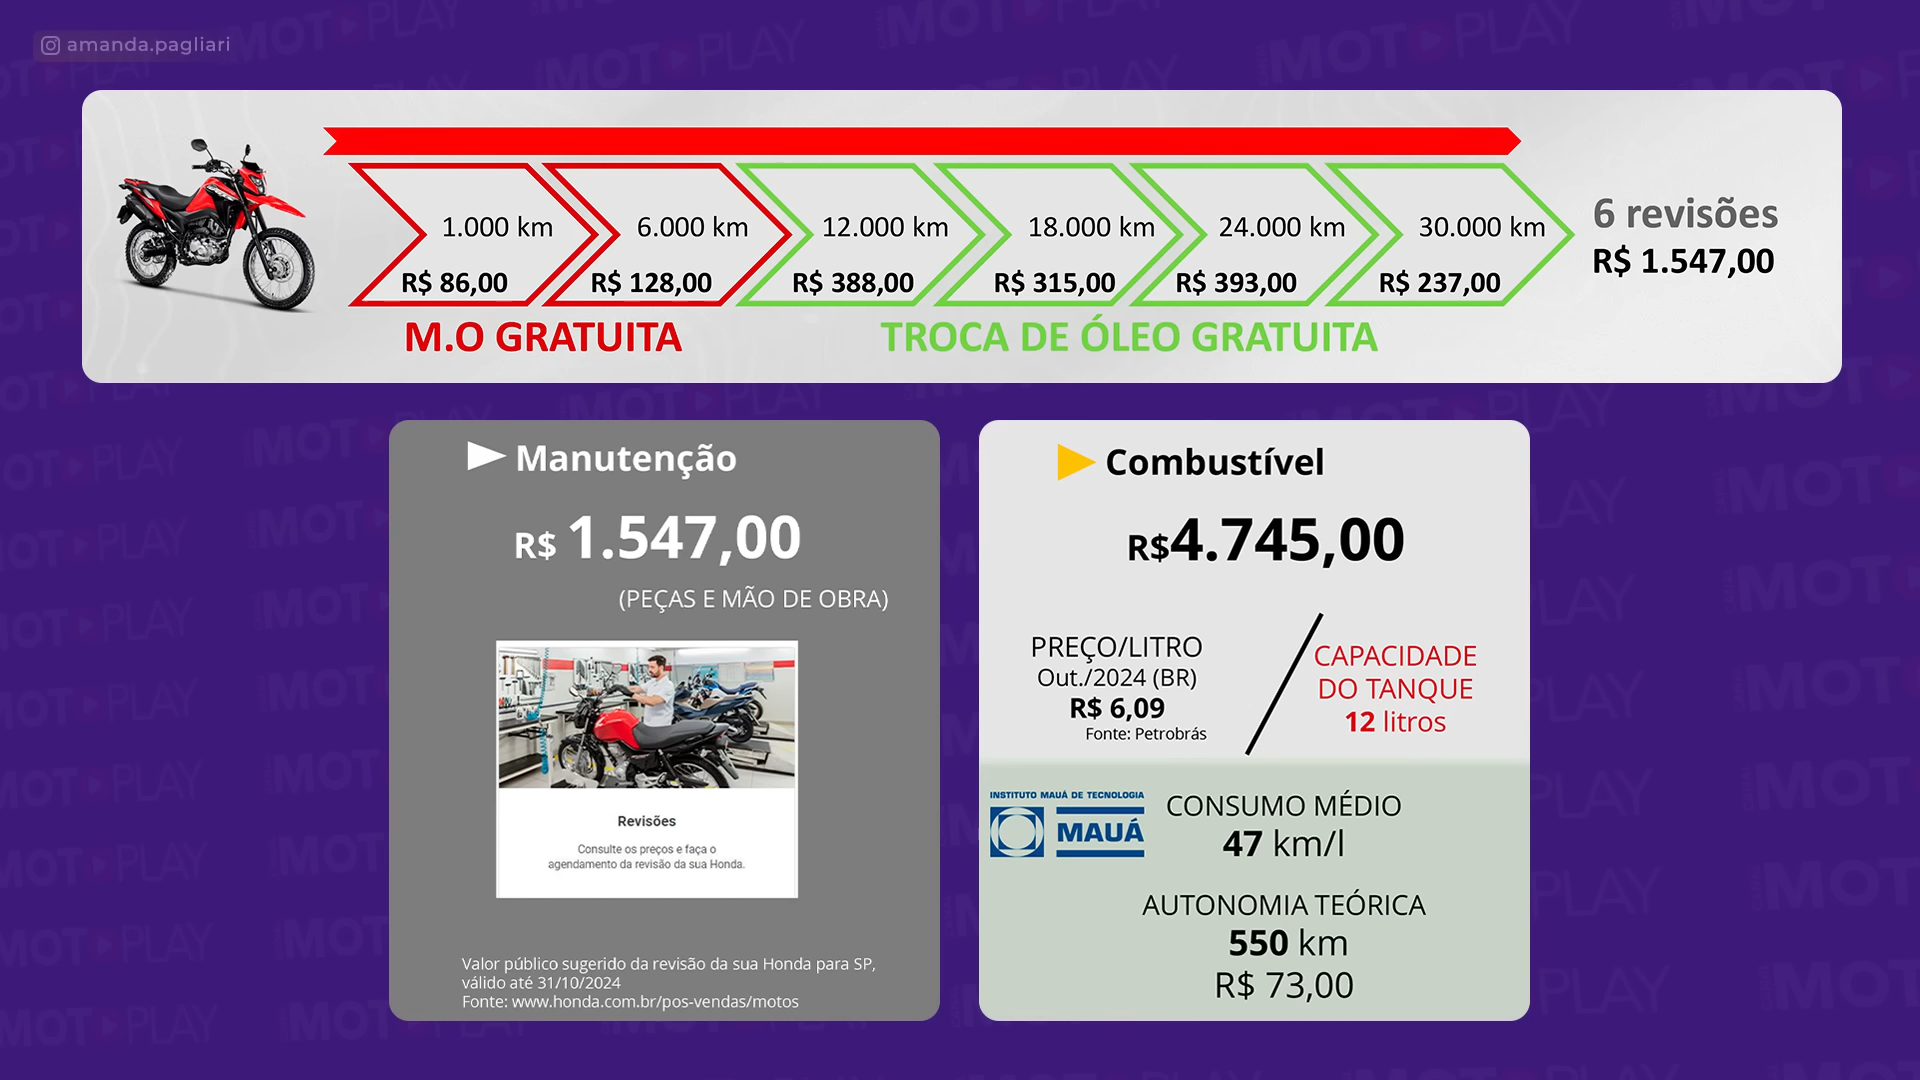 amanda.pagliari
1.000 km
6.000 km
12.000 km
18.000 km
24.000 km
30.000 km
R$ 86,00
R$ 128,00
R$ 388,00
R$ 315,00
R$ 393,00
R$ 237,00
6 revisões
R$ 1.547,00
M.O GRATUITA
TROCA DE ÓLEO GRATUITA
Manutenção
R$ 1.547,00
(PEÇAS E MÃO DE OBRA)
Revisões
Consulte os preços e faça o
agendamento da revisão da sua Honda.
Valor público sugerido da revisão da sua Honda para SP,
válido até 31/10/2024
Fonte: www.honda.com.br/pos-vendas/motos
Combustível
R$4.745,00
PREÇO/LITRO
Out./2024 (BR)
R$ 6,09
Fonte: Petrobrás
CAPACIDADE
DO TANQUE
12 litros
INSTITUTO MAUÁ DE TECNOLOGIA
MAUÁ
CONSUMO MÉDIO
47 km/l
AUTONOMIA TEÓRICA
550 km
R$ 73,00